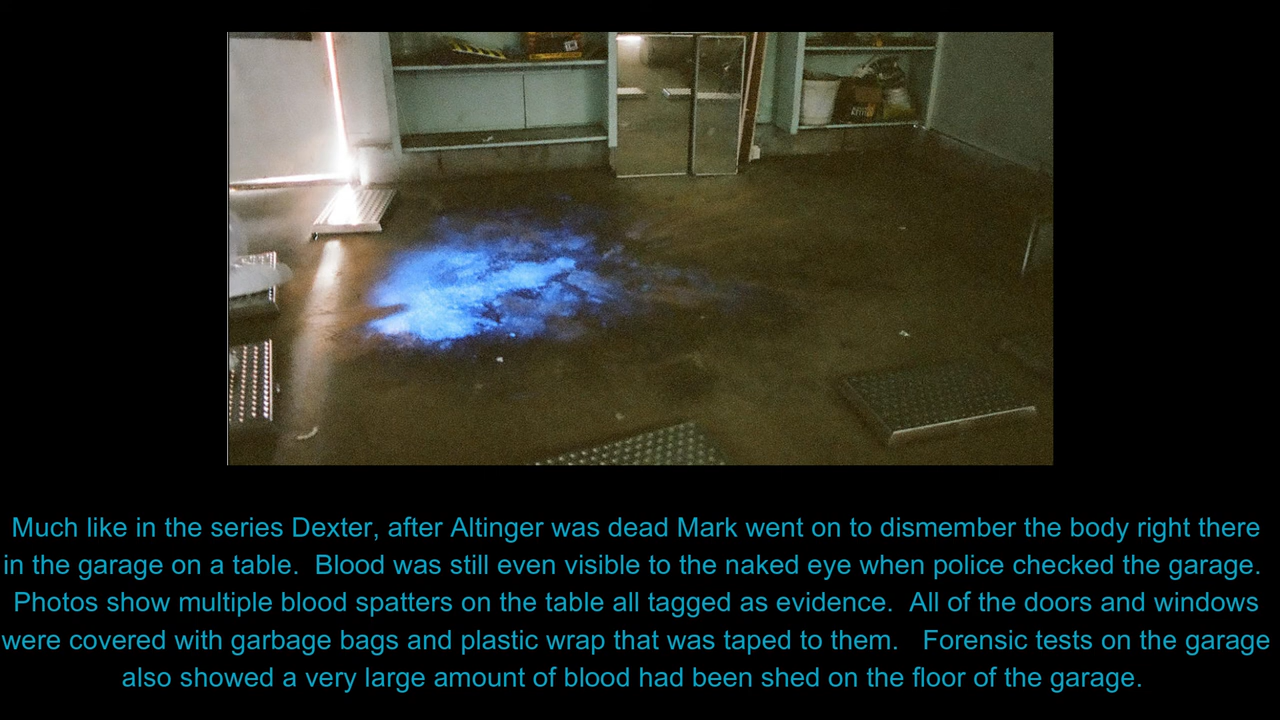 Much like in the series Dexter, after Altinger was dead Mark went on to dismember the body right there
in the garage on a table.  Blood was still even visible to the naked eye when police checked the garage.
Photos show multiple blood spatters on the table all tagged as evidence.  All of the doors and windows
were covered with garbage bags and plastic wrap that was taped to them.   Forensic tests on the garage
also showed a very large amount of blood had been shed on the floor of the garage.